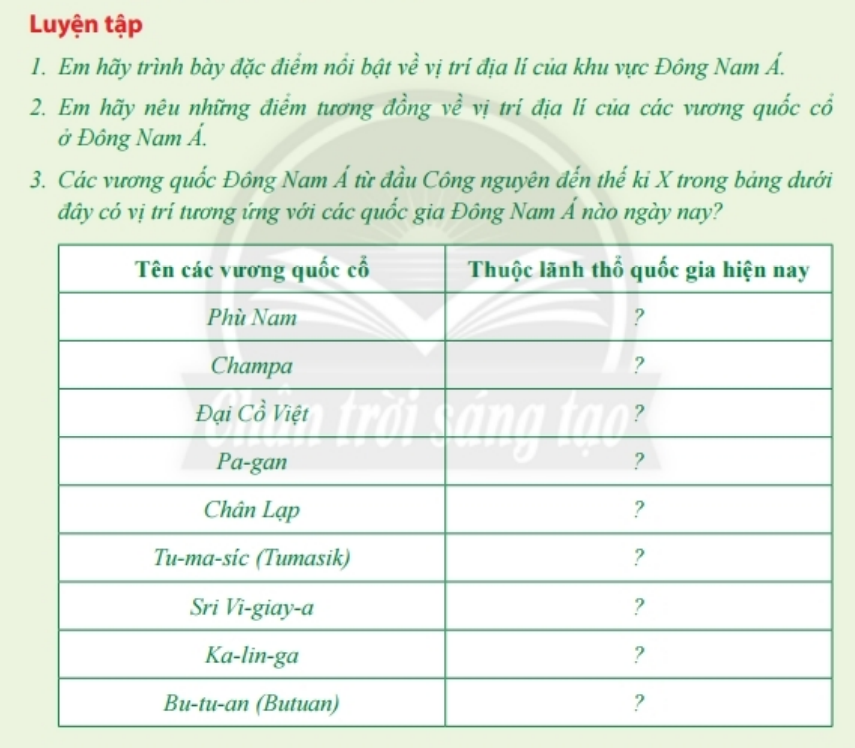 Luyện tập
1. Em hãy trình bày đặc điểm nổi bật về vị trí địa lí của khu vực Đông Nam Á.
2. Em hãy nêu những điểm tương đồng về vị trí địa lí của các vương quốc cổ
ở Đông Nam Á.
3. Các vương quốc Đông Nam Á từ đầu Công nguyên đến thế kỉ X trong bảng dưới
đây có vị trí tương ứng với các quốc gia Đông Nam Á nào ngày nay?
Tên các vương quốc cổ Thuộc lãnh thổ quốc gia hiện nay
Phù Nam ?
Champa ?
Đại Cồ Việt ?
Pa-gan ?
Chân Lạp ?
Tu-ma-síc (Tumasik) ?
Sri Vi-giay-a ?
Ka-lin-ga ?
Bu-tu-an (Butuan) ?
Chân trời sáng tạo